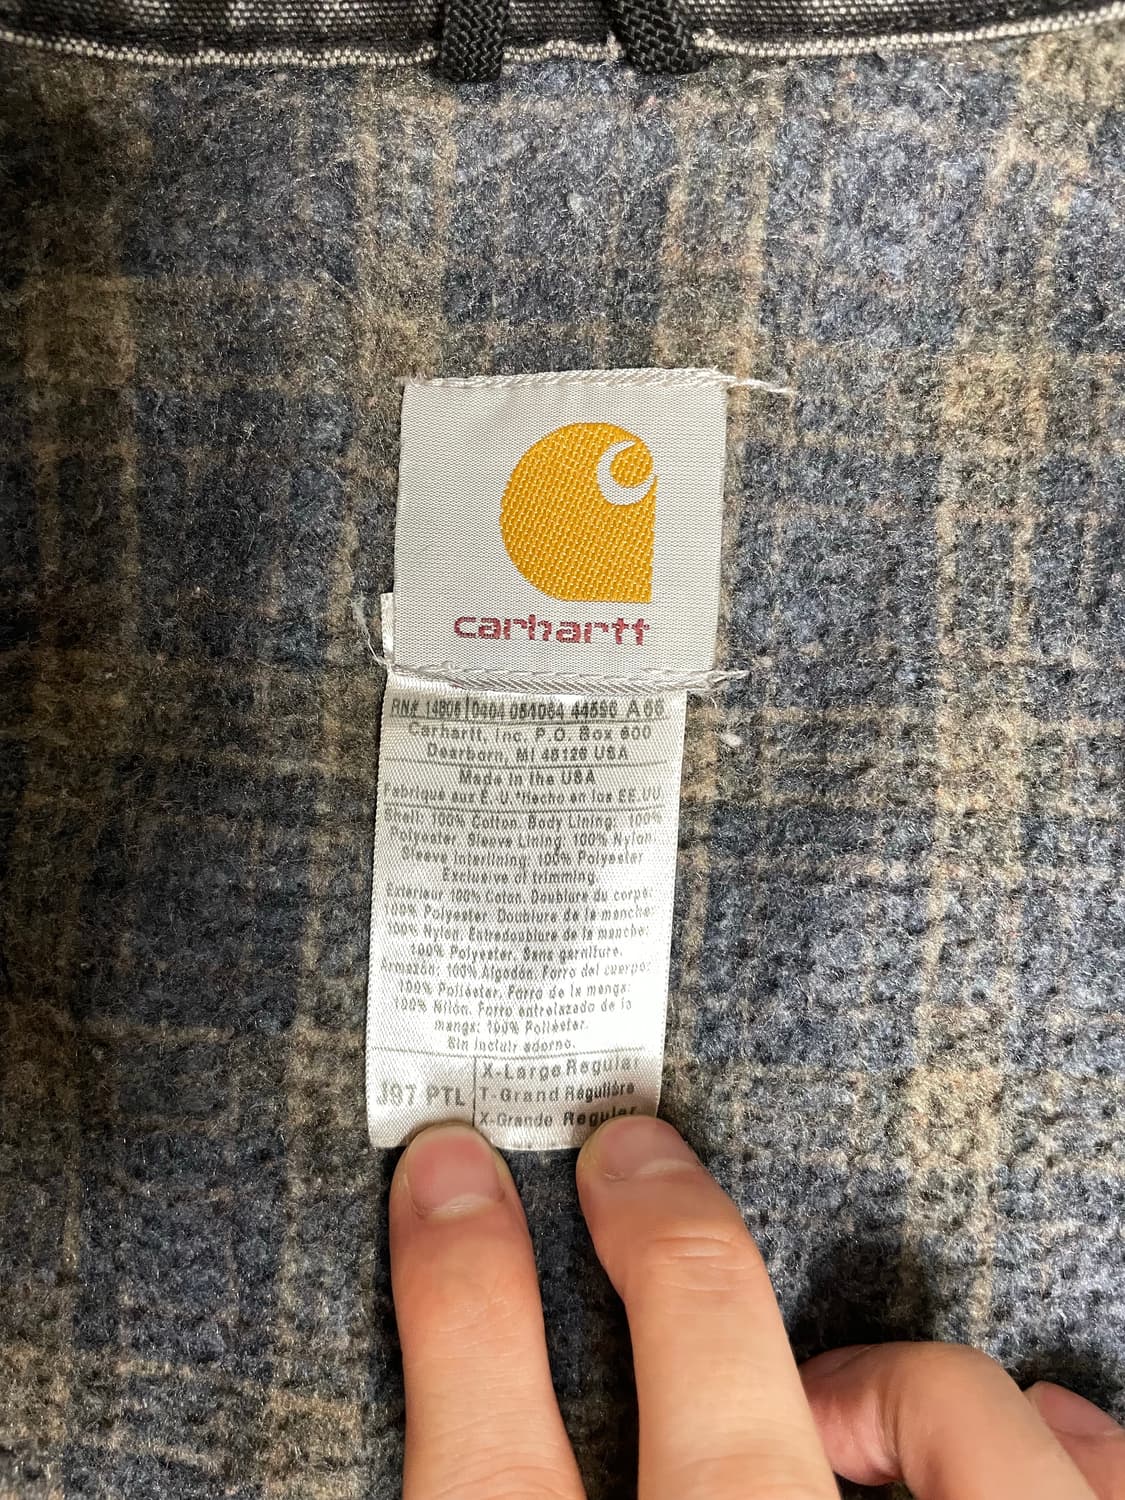 carhartt
RN# 14806 0404 051064 44596 A 66
Carhartt, Inc. P.O. Box 600
Dearborn, MI 48126 USA
Made in the USA
Fabriqué aux É. U. *Hecho en los EE.UU
Shell: 100% Cotton. Body Lining: 100%
Polyester. Sleeve Lining 100% Nylon.
Sleeve Interlining: 100% Polyester
Exclusive of trimming.
Extérieur 100% Coton. Doublure du corps:
100% Polyester. Doublure de la manche:
100% Nylon. Entredoublure de la manche:
100% Polyester. Sans garniture.
Armazón: 100% Algodón. Forro del cuerpo:
100% Poliéster. Forro de la manga:
100% Nilón. Forro entrelazado de la
manga: 100% Poliéster.
Sin incluir adorno.
J97 PTL
X-Large Regular
T-Grand Régulière
X-Grande Regular